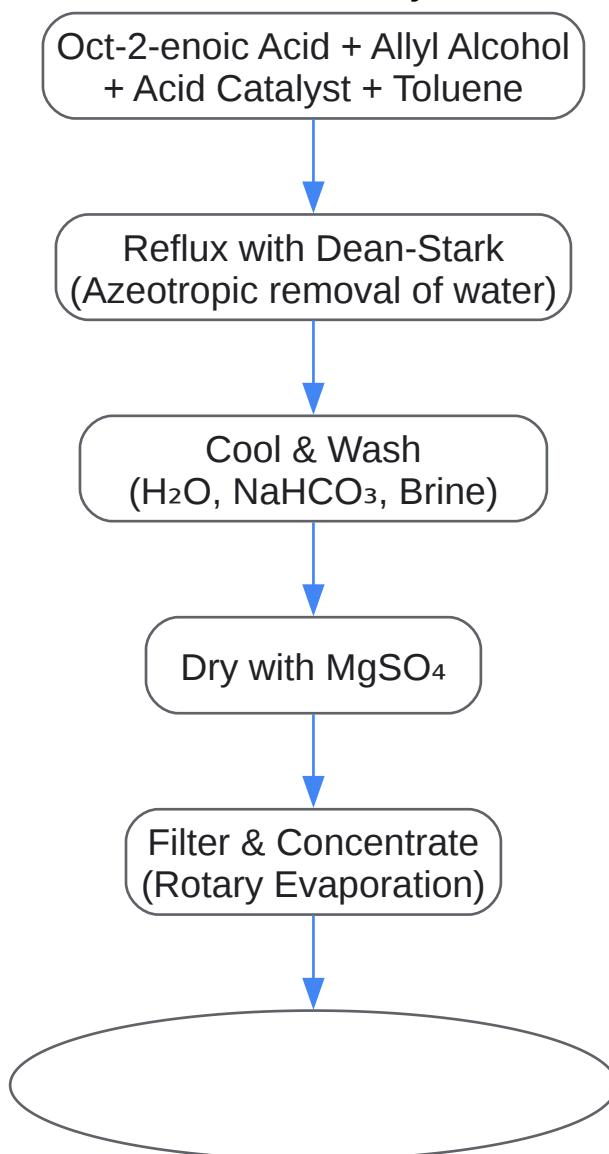 Oct-2-enoic Acid + Allyl Alcohol
+ Acid Catalyst + Toluene
Reflux with Dean-Stark
(Azeotropic removal of water)
Cool & Wash
(H₂O, NaHCO₃, Brine)
Dry with MgSO₄
Filter & Concentrate
(Rotary Evaporation)